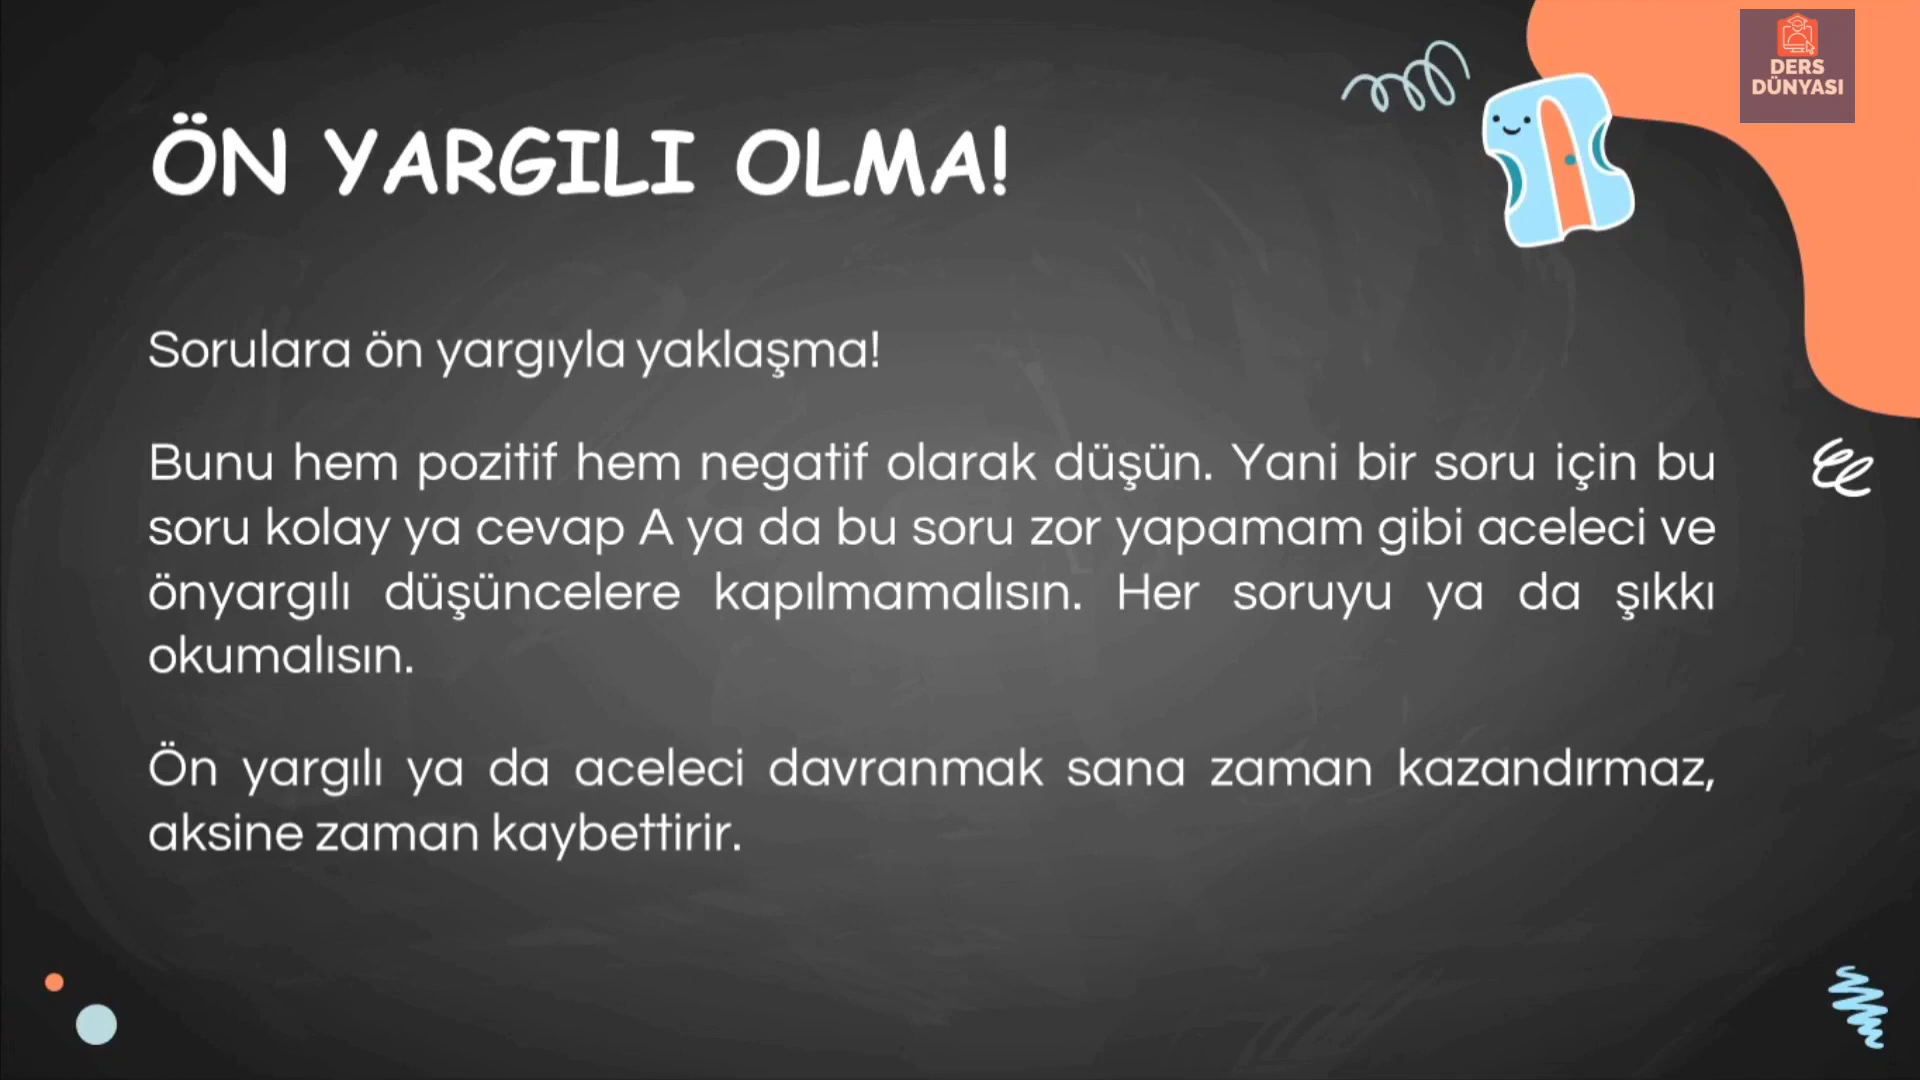 DERS
DÜNYASI
ÖN YARGILI OLMA!
Sorulara ön yargıyla yaklaşma!
Bunu hem pozitif hem negatif olarak düşün. Yani bir soru için bu
soru kolay ya cevap A ya da bu soru zor yapamam gibi aceleci ve
önyargılı düşüncelere kapılmamalısın. Her soruyu ya da şıkkı
okumalısın.
Ön yargılı ya da aceleci davranmak sana zaman kazandırmaz,
aksine zaman kaybettirir.